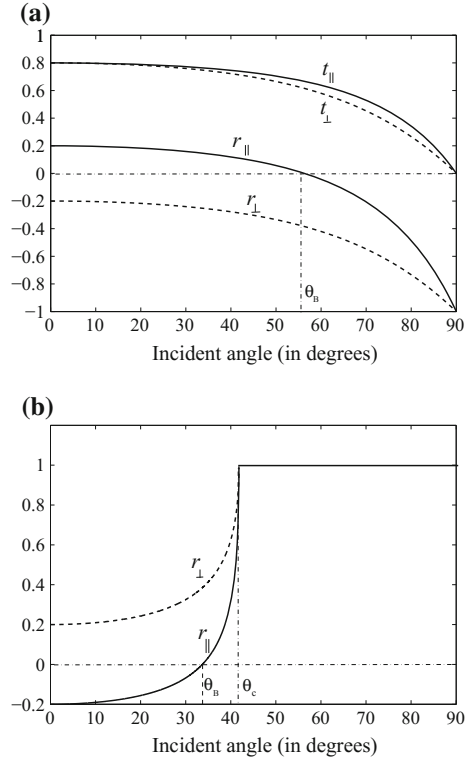 (a)
1
0.8
0.6
0.4
0.2
0
−0.2
−0.4
−0.6
−0.8
−1
t∥
t⊥
r∥
r⊥
θB
0 10 20 30 40 50 60 70 80 90
Incident angle (in degrees)
(b)
1
0.8
0.6
0.4
0.2
0
−0.2
r⊥
r∥
θB
θc
0 10 20 30 40 50 60 70 80 90
Incident angle (in degrees)